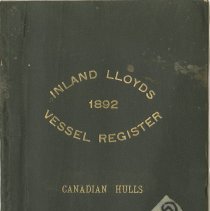 INLAND LLOYDS
1892
VESSEL REGISTER
CANADIAN HULLS